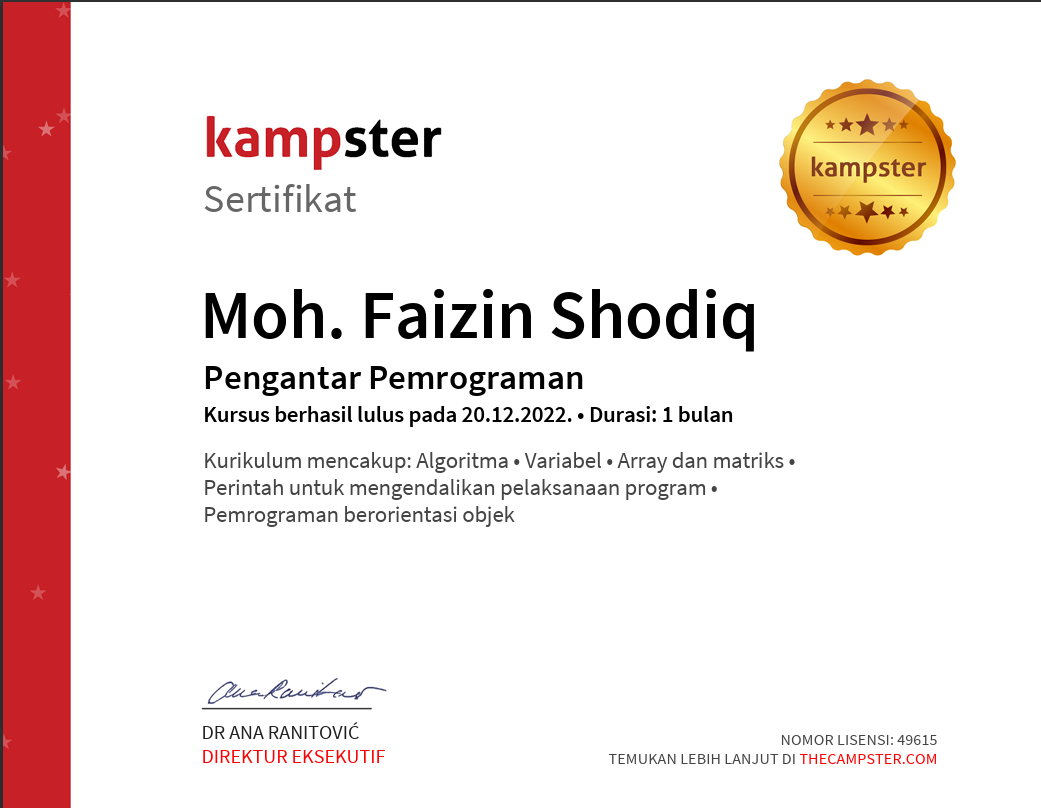 kampster
Sertifikat
kampster
Moh. Faizin Shodiq
Pengantar Pemrograman
Kursus berhasil lulus pada 20.12.2022. • Durasi: 1 bulan
Kurikulum mencakup: Algoritma • Variabel • Array dan matriks •
Perintah untuk mengendalikan pelaksanaan program •
Pemrograman berorientasi objek
Ana Ranitović
DR ANA RANITOVIĆ
DIREKTUR EKSEKUTIF
NOMOR LISENSI: 49615
TEMUKAN LEBIH LANJUT DI THECAMPSTER.COM